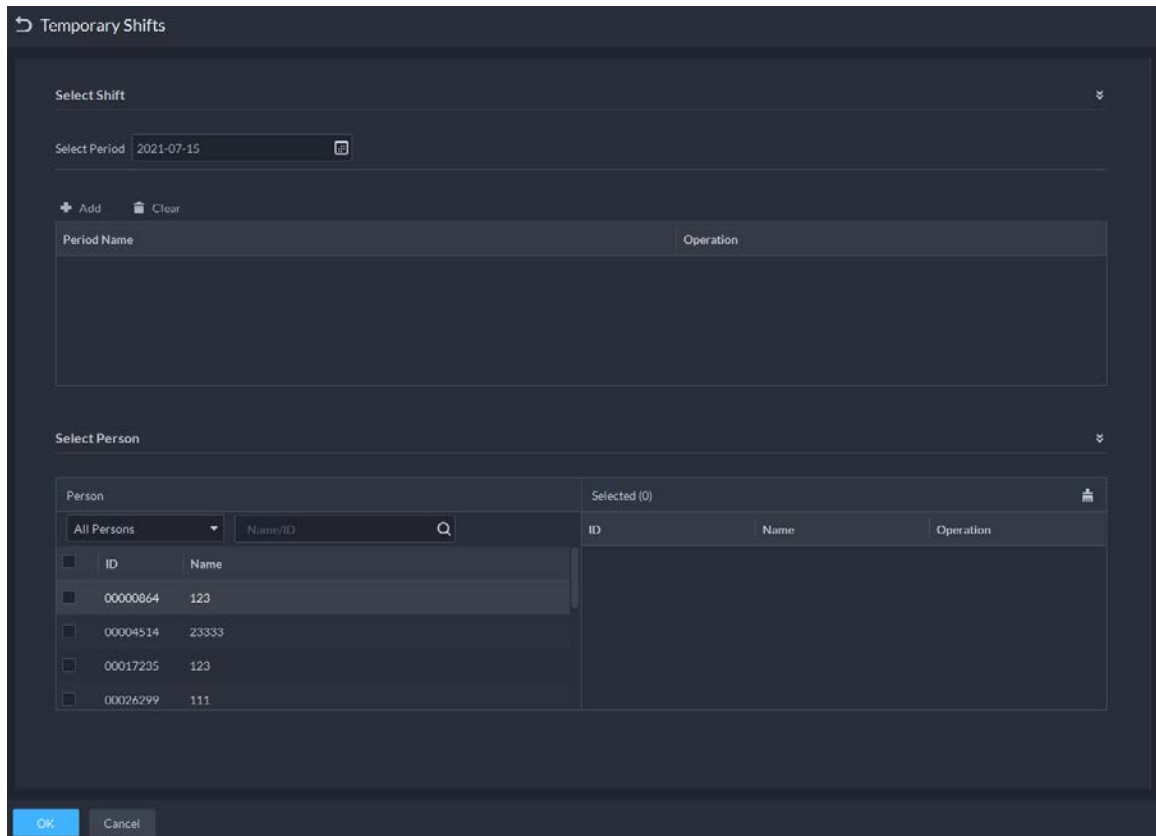 Temporary Shifts
Select Shift
Select Period 2021-07-15
Add Clear
Period Name Operation
Select Person
Person Selected (0)
All Persons Name/ID ID Name Operation
ID Name
00000864 123
00004514 23333
00017235 123
00026299 111
OK Cancel